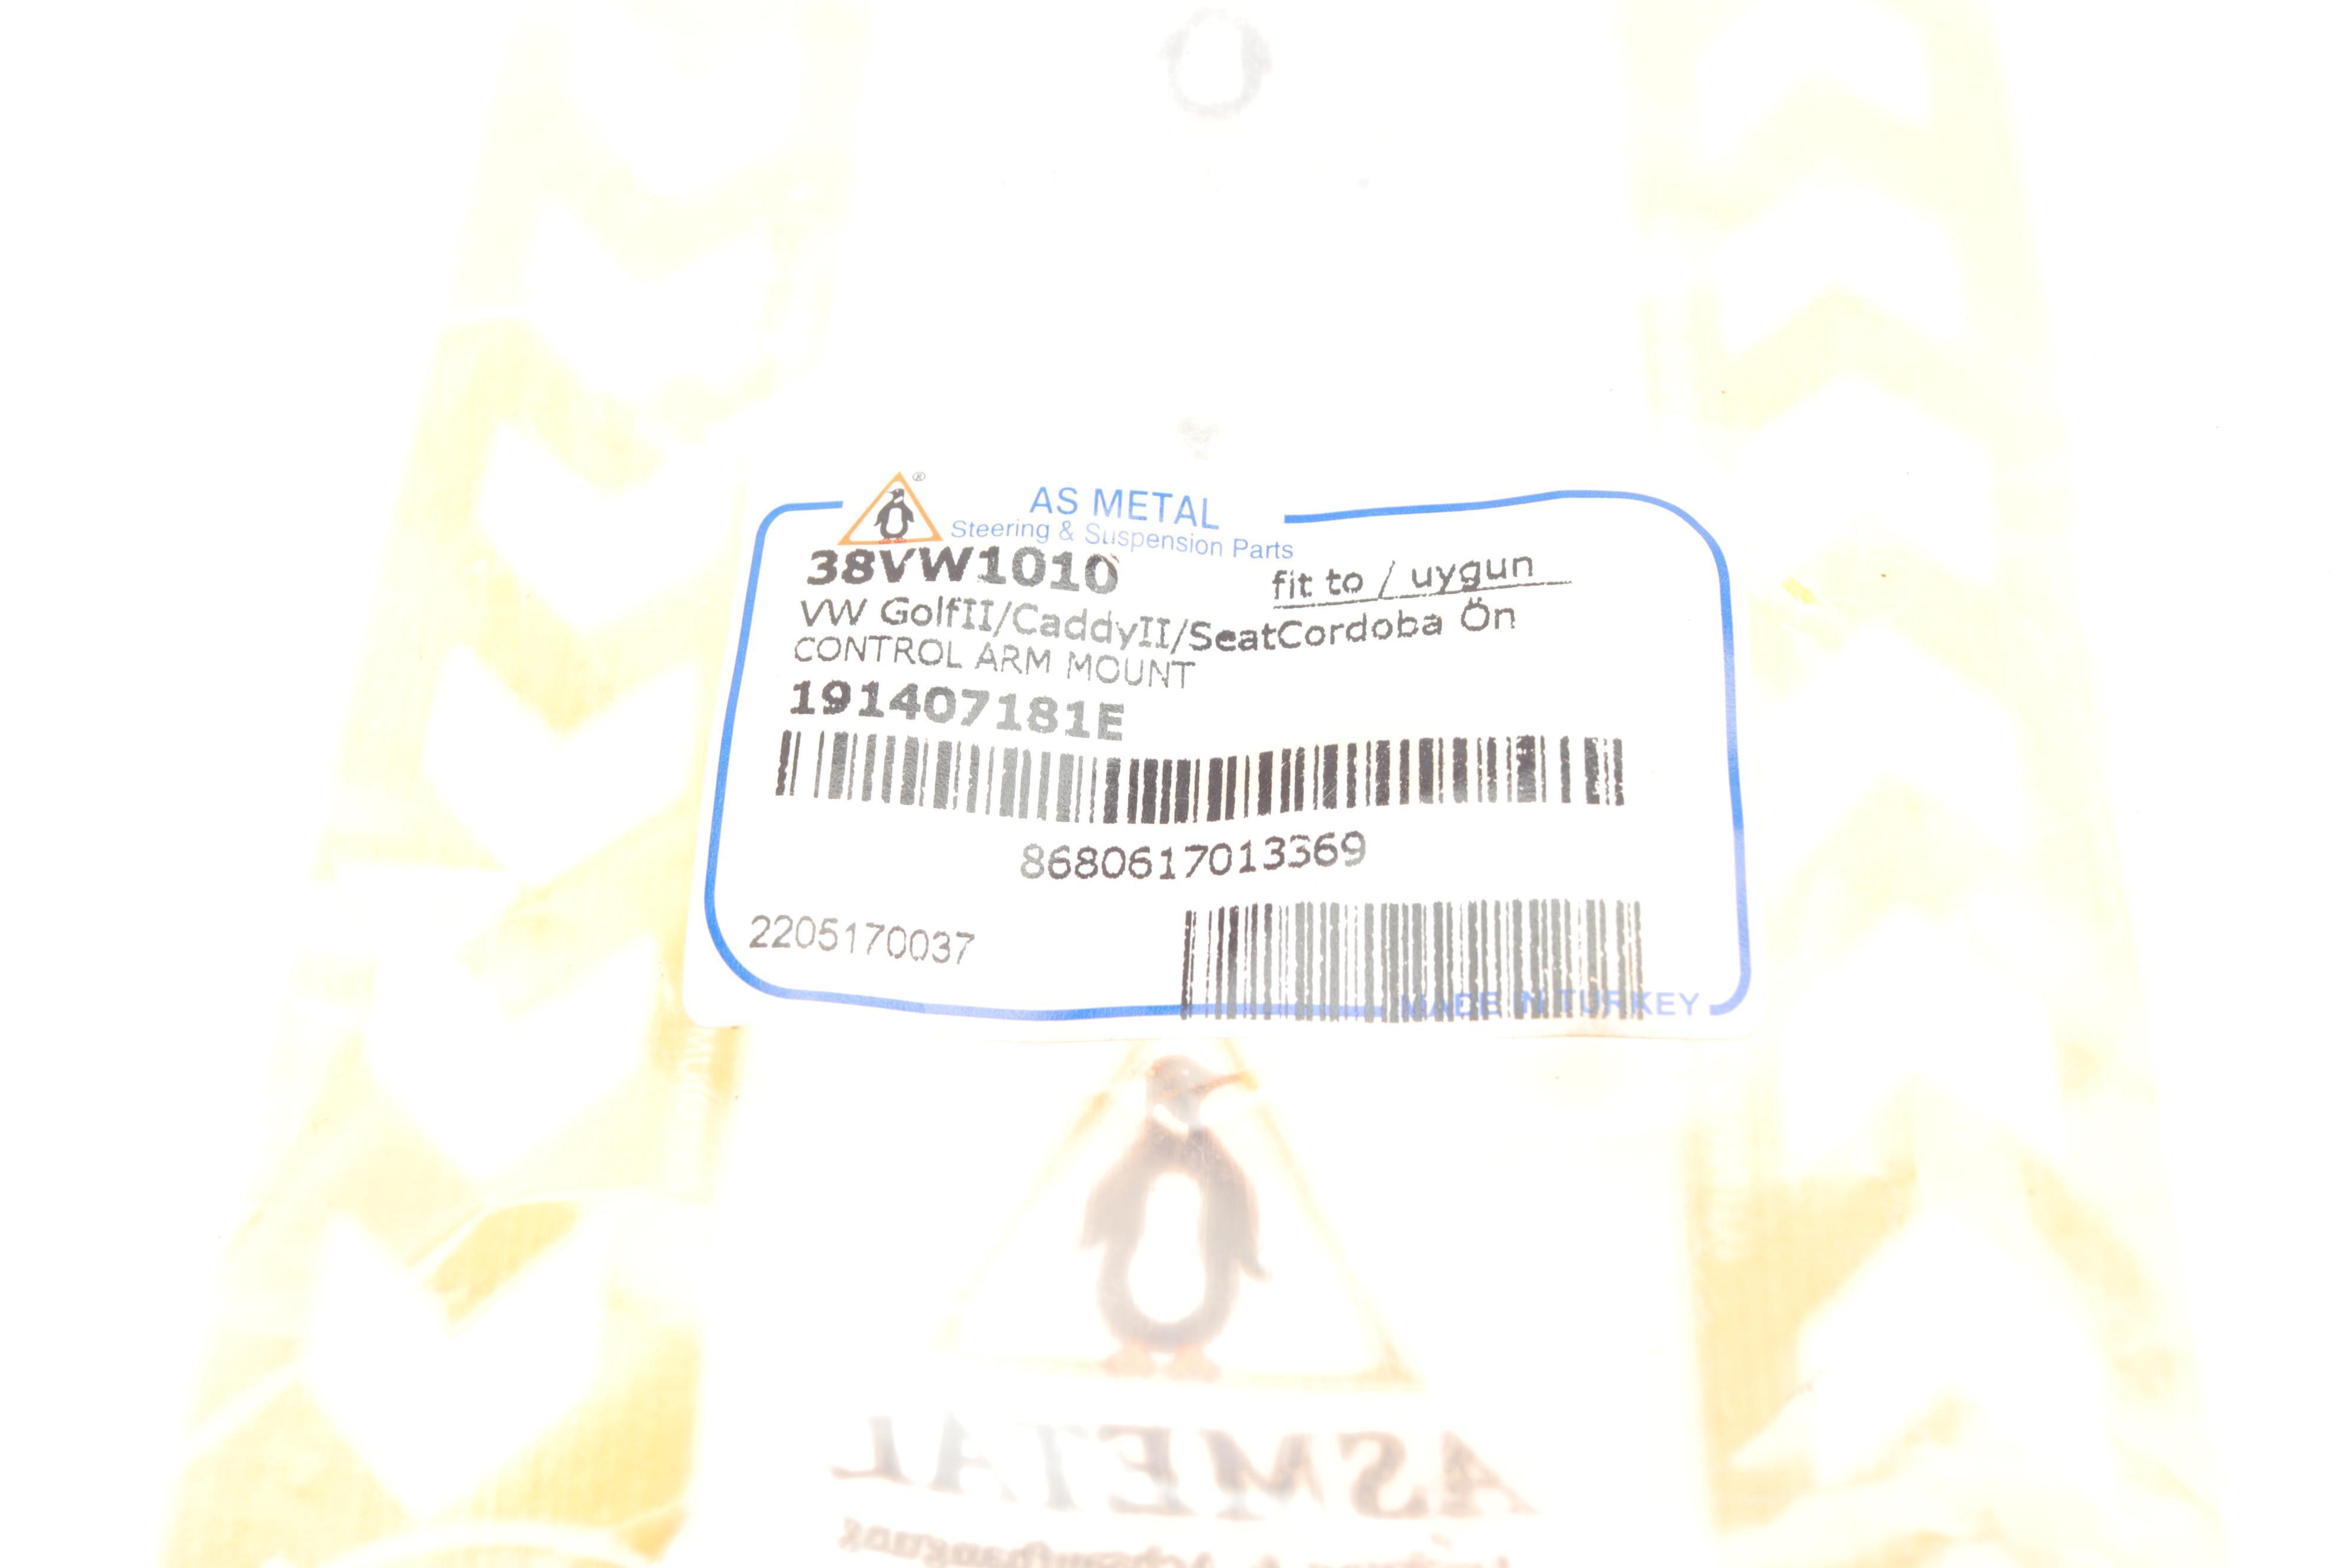 ®
AS METAL
Steering & Suspension Parts
38VW1010
fit to / uygun
VW GolfII/CaddyII/SeatCordoba Ön
CONTROL ARM MOUNT
191407181E
8680617013369
2205170037
MADE IN TURKEY
ASMETAL